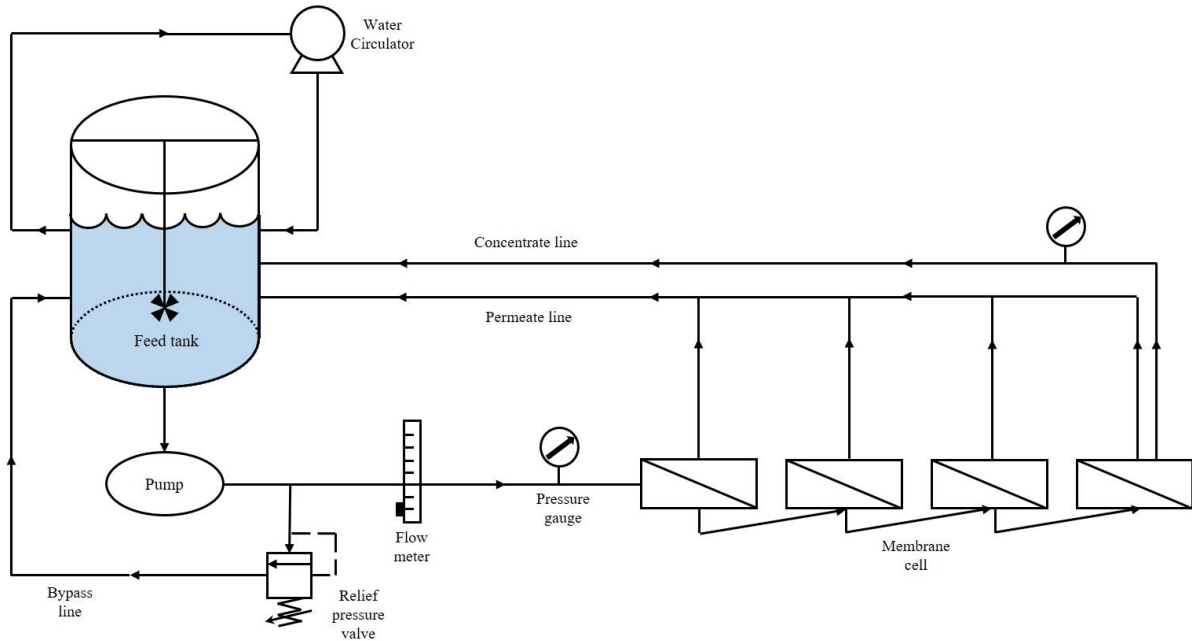 Water
Circulator
Concentrate line
Permeate line
Feed tank
Pump
Pressure
gauge
Flow
meter
Membrane
cell
Bypass
line
Relief
pressure
valve